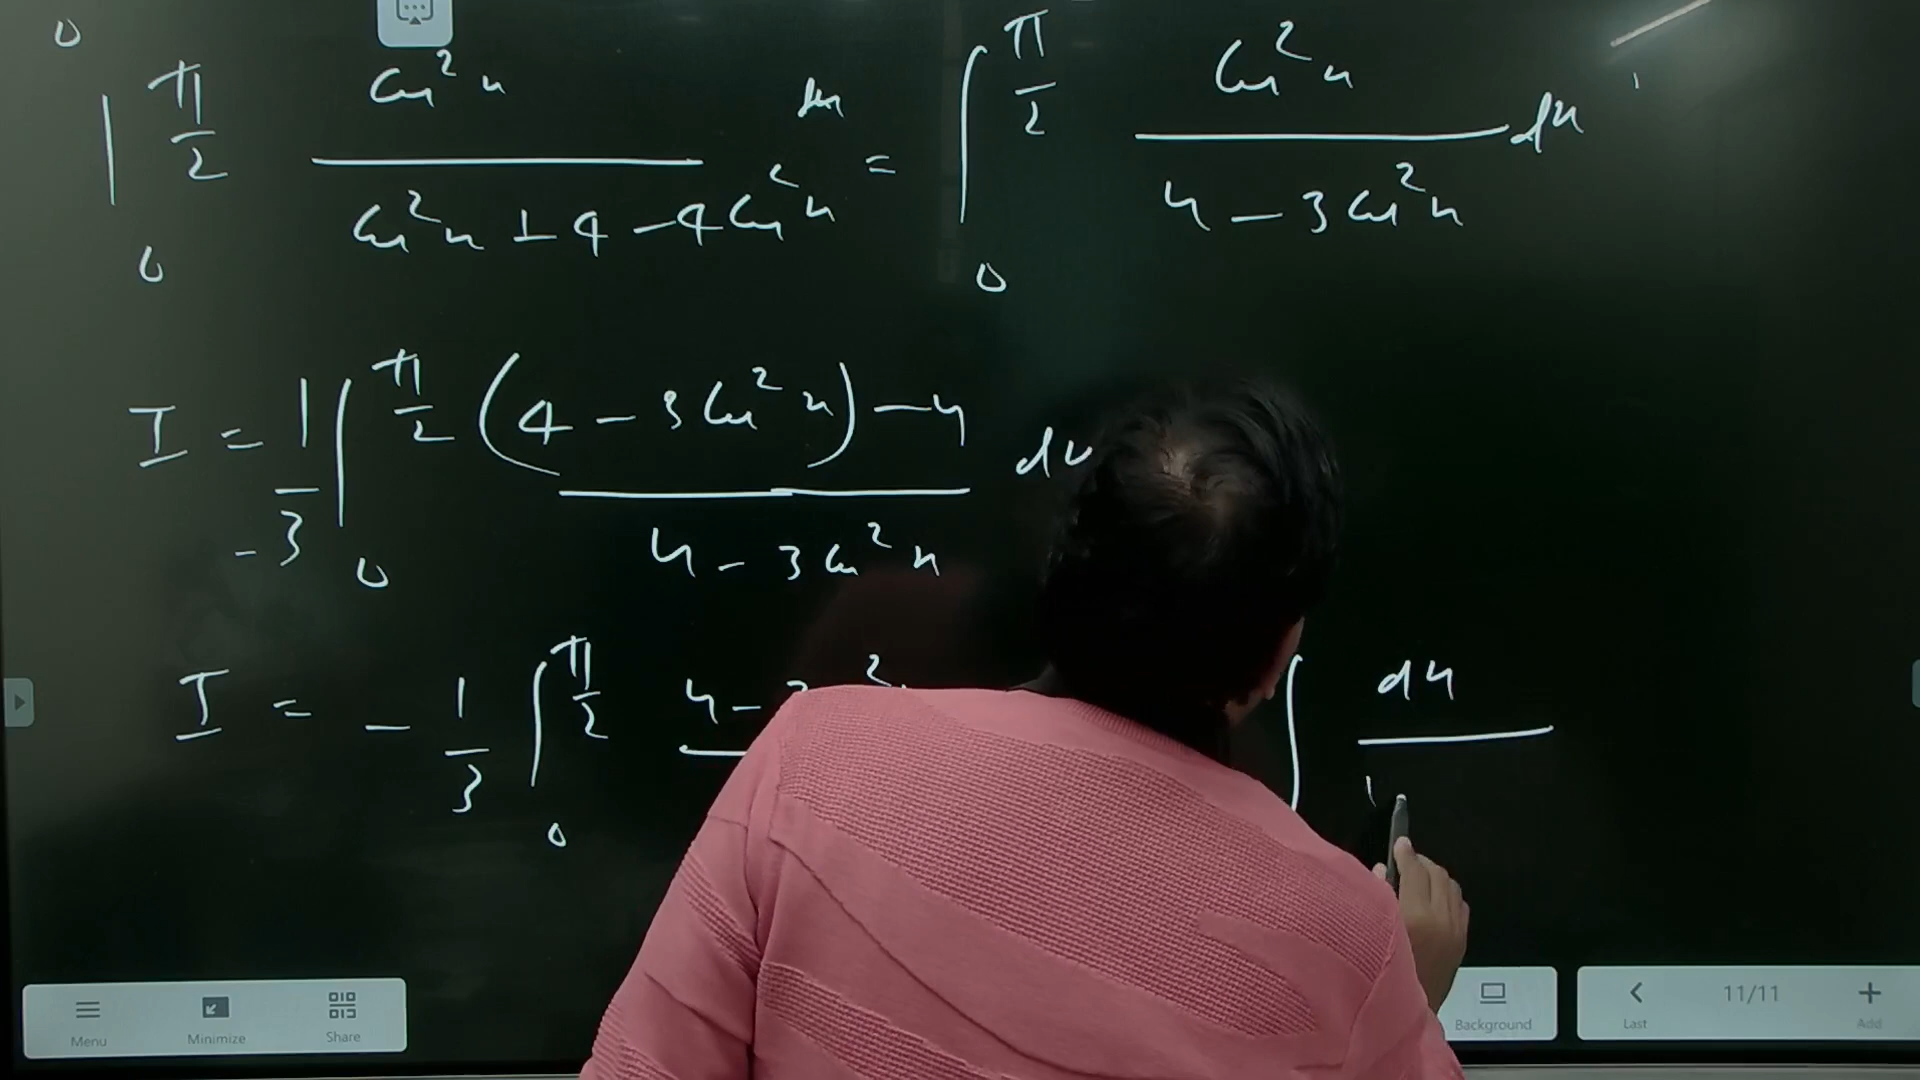 0
∫ π/2 0 cos²x / cos²x + 4 - 4cos²x dx = ∫ π/2 0 cos²x / 4 - 3cos²x dx
I = 1/-3 ∫ π/2 0 (4 - 3cos²x) - 4 / 4 - 3cos²x
I = - 1/3 ∫ π/2 0 4 - ∫ dx
Menu Minimize Share Background Last 11/11 Add